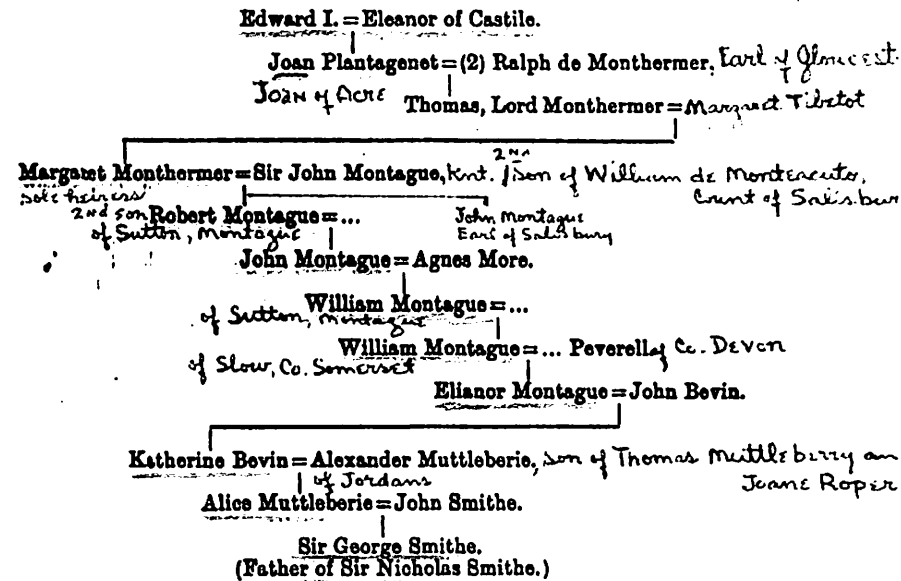 Edward I. = Eleanor of Castile.
Joan Plantagenet = (2) Ralph de Monthermer, Earl of Gloucest.
JOAN of ACRE
Thomas, Lord Monthermer = Margaret Tibetot
Margaret Monthermer = Sir John Montague, Knt. 2ND son of William de Montecuto,
sole heiress Count of Salisbur
2ND son Robert Montague = ... John Montague
of Sutton, Montague Earl of Salisbury
John Montague = Agnes More.
William Montague = ...
of Sutton, Montague
William Montague = ... Peverell of Co. DEVON
of Slow, Co. Somerset
Elianor Montague = John Bevin.
Katherine Bevin = Alexander Muttleberie, son of Thomas Muttleberry an
of Jordans Joane Roper
Alice Muttleberie = John Smithe.
Sir George Smithe.
(Father of Sir Nicholas Smithe.)